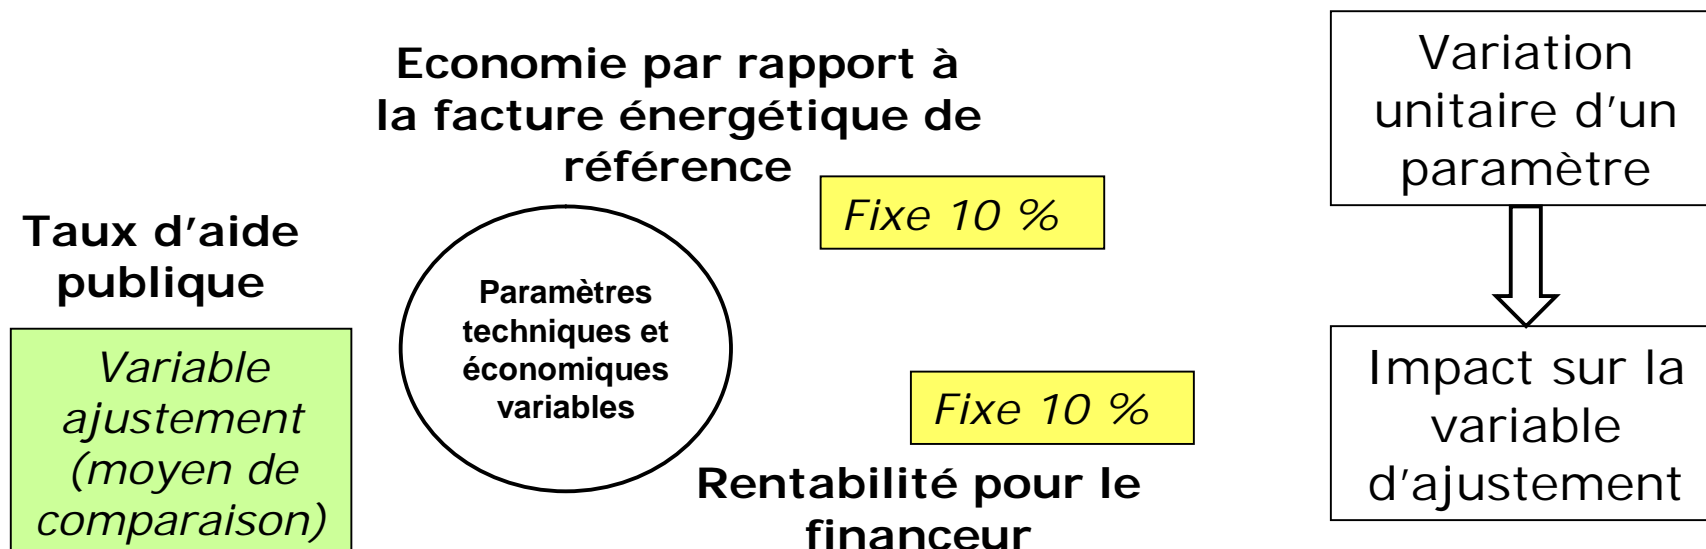 Economie par rapport à
la facture énergétique de
référence
Fixe 10 %
Taux d’aide
publique
Variable
ajustement
(moyen de
comparaison)
Paramètres
techniques et
économiques
variables
Fixe 10 %
Rentabilité pour le
financeur
Variation
unitaire d’un
paramètre
Impact sur la
variable
d’ajustement